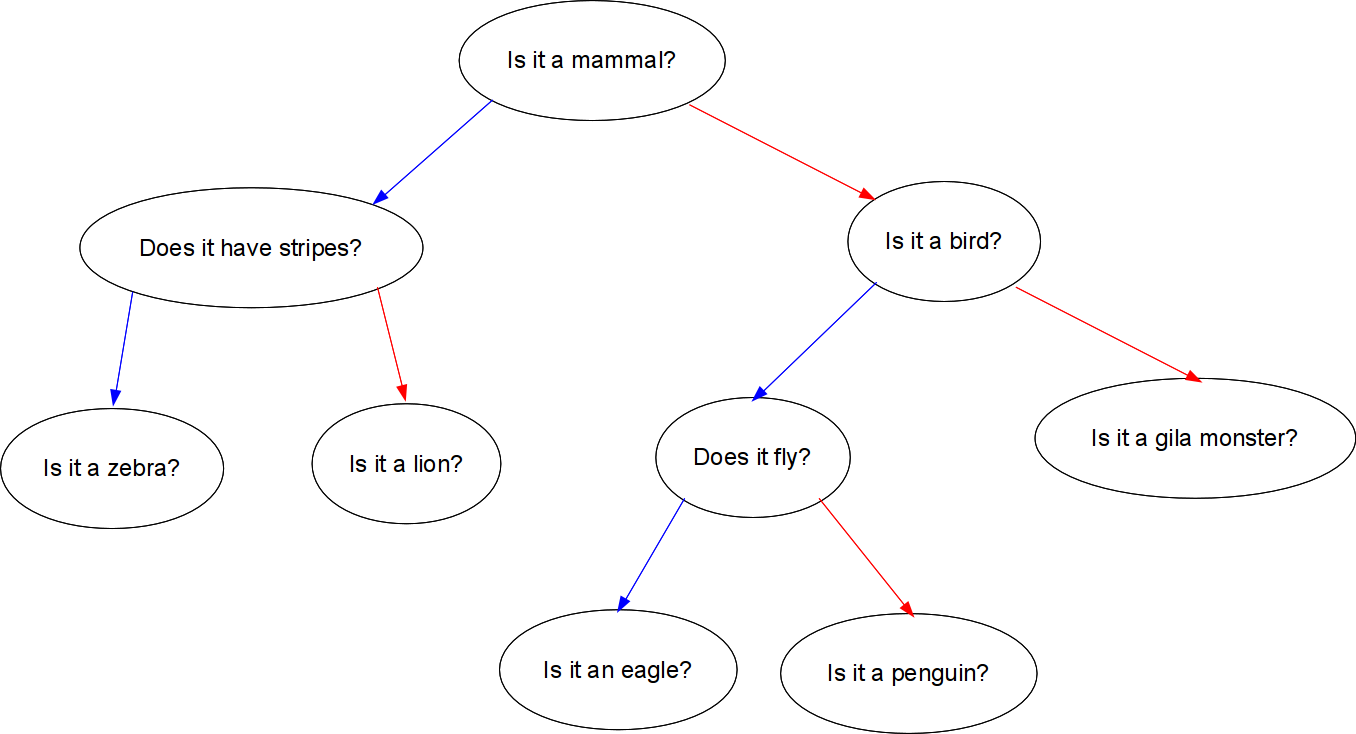 Is it a mammal?
Does it have stripes?
Is it a bird?
Is it a zebra?
Is it a lion?
Does it fly?
Is it a gila monster?
Is it an eagle?
Is it a penguin?